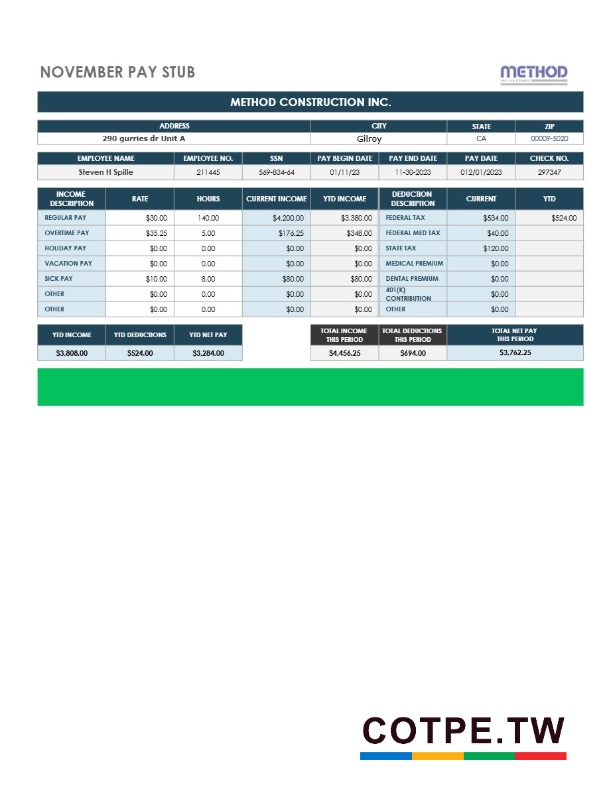 NOVEMBER PAY STUB METHOD
METHOD CONSTRUCTION INC.
ADDRESS CITY STATE ZIP
290 gurries dr Unit A Gilroy CA 00009-5020
EMPLOYEE NAME EMPLOYEE NO. SSN PAY BEGIN DATE PAY END DATE PAY DATE CHECK NO.
Steven H Spille 211445 569-834-64 01/11/23 11-30-2023 012/01/2023 297347
INCOME DESCRIPTION RATE HOURS CURRENT INCOME YTD INCOME DEDUCTION DESCRIPTION CURRENT YTD
REGULAR PAY $30.00 140.00 $4,200.00 $3,380.00 FEDERAL TAX $534.00 $524.00
OVERTIME PAY $35.25 5.00 $176.25 $348.00 FEDERAL MED TAX $40.00
HOLIDAY PAY $0.00 0.00 $0.00 $0.00 STATE TAX $120.00
VACATION PAY $0.00 0.00 $0.00 $0.00 MEDICAL PREMIUM $0.00
SICK PAY $10.00 8.00 $80.00 $80.00 DENTAL PREMIUM $0.00
OTHER $0.00 0.00 $0.00 $0.00 401(K) CONTRIBUTION $0.00
OTHER $0.00 0.00 $0.00 $0.00 OTHER $0.00
YTD INCOME YTD DEDUCTIONS YTD NET PAY TOTAL INCOME THIS PERIOD TOTAL DEDUCTIONS THIS PERIOD TOTAL NET PAY THIS PERIOD
$3,808.00 $524.00 $3,284.00 $4,456.25 $694.00 $3,762.25
COTPE.TW